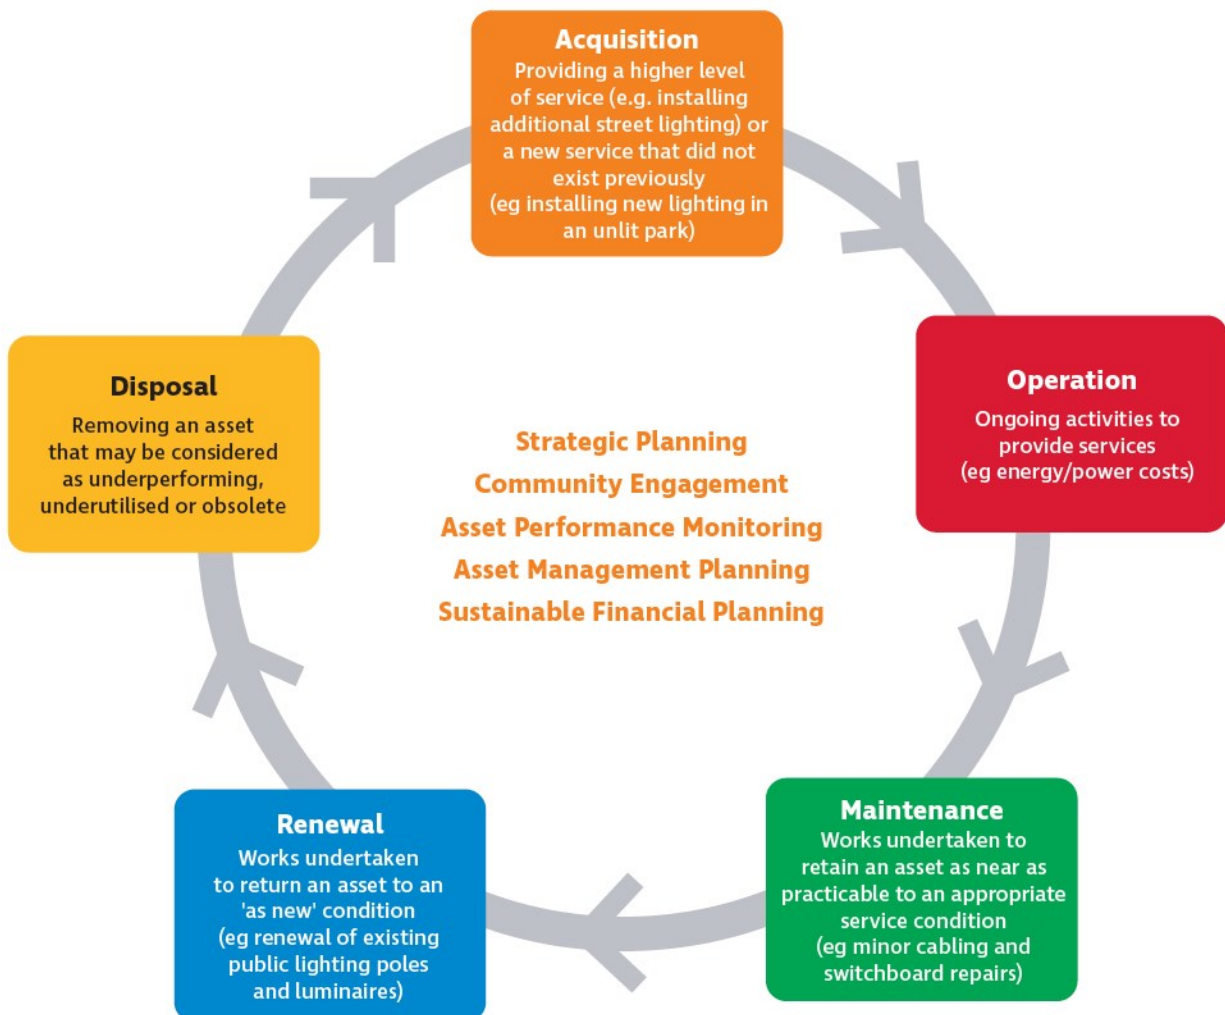 Acquisition
Providing a higher level
of service (e.g. installing
additional street lighting) or
a new service that did not
exist previously
(eg installing new lighting in
an unlit park)
Operation
Ongoing activities to
provide services
(eg energy/power costs)
Maintenance
Works undertaken to
retain an asset as near as
practicable to an appropriate
service condition
(eg minor cabling and
switchboard repairs)
Renewal
Works undertaken
to return an asset to an
'as new' condition
(eg renewal of existing
public lighting poles
and luminaires)
Disposal
Removing an asset
that may be considered
as underperforming,
underutilised or obsolete
Strategic Planning
Community Engagement
Asset Performance Monitoring
Asset Management Planning
Sustainable Financial Planning